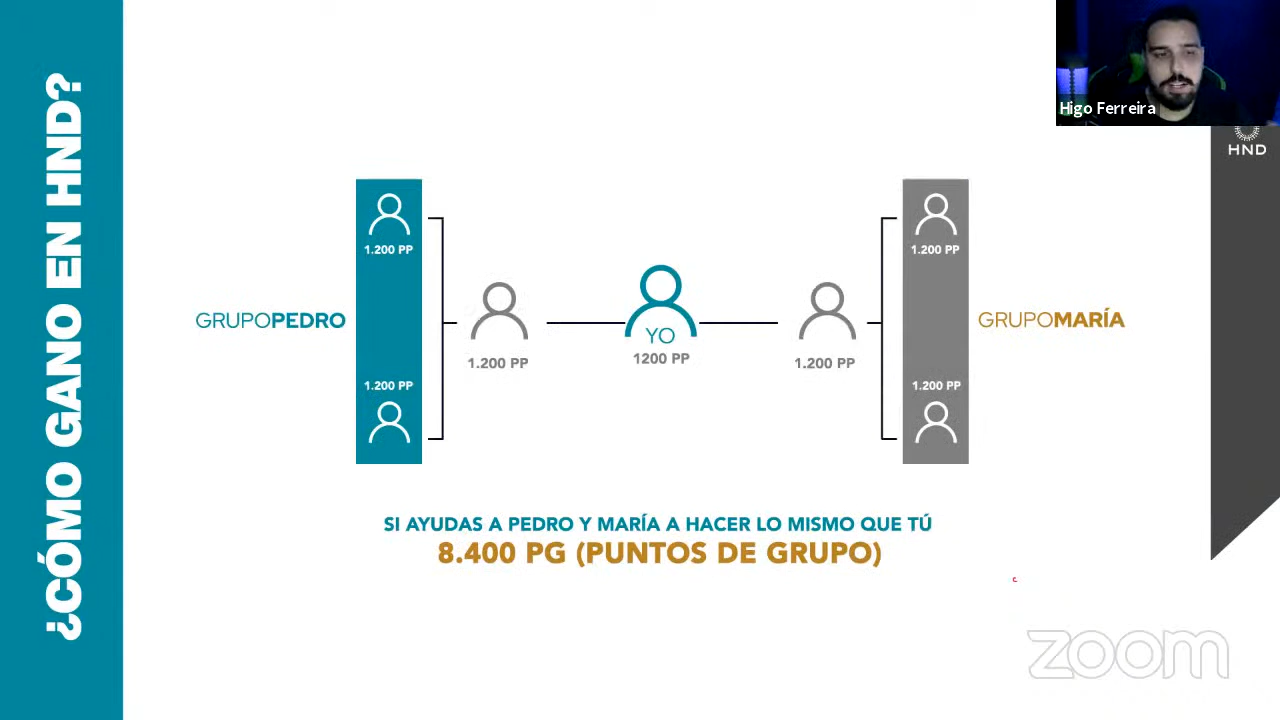 ¿CÓMO GANO EN HND?
Higo Ferreira
HND
1.200 PP
1.200 PP
GRUPOPEDRO
YO
GRUPOMARÍA
1.200 PP
1200 PP
1.200 PP
1.200 PP
1.200 PP
SI AYUDAS A PEDRO Y MARÍA A HACER LO MISMO QUE TÚ
8.400 PG (PUNTOS DE GRUPO)
zoom